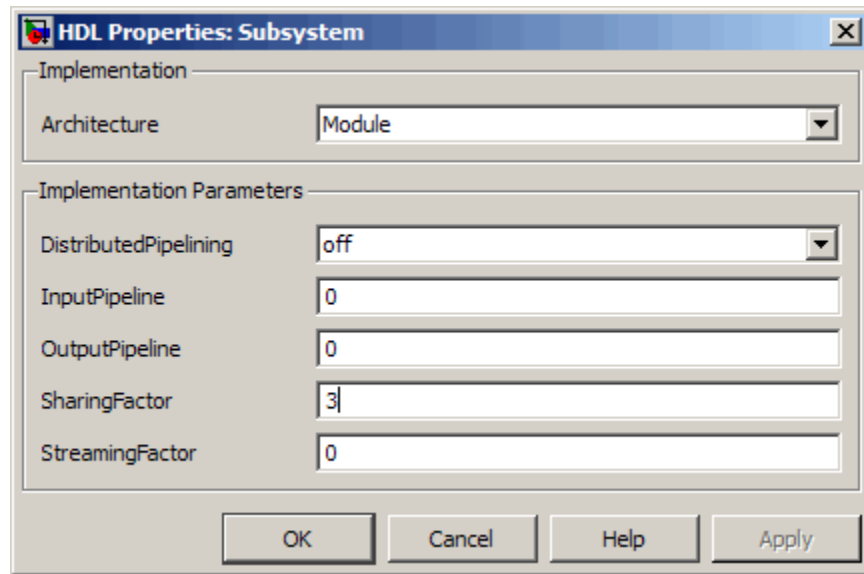 HDL Properties: Subsystem
Implementation
Architecture Module
Implementation Parameters
DistributedPipelining off
InputPipeline 0
OutputPipeline 0
SharingFactor 3
StreamingFactor 0
OK Cancel Help Apply